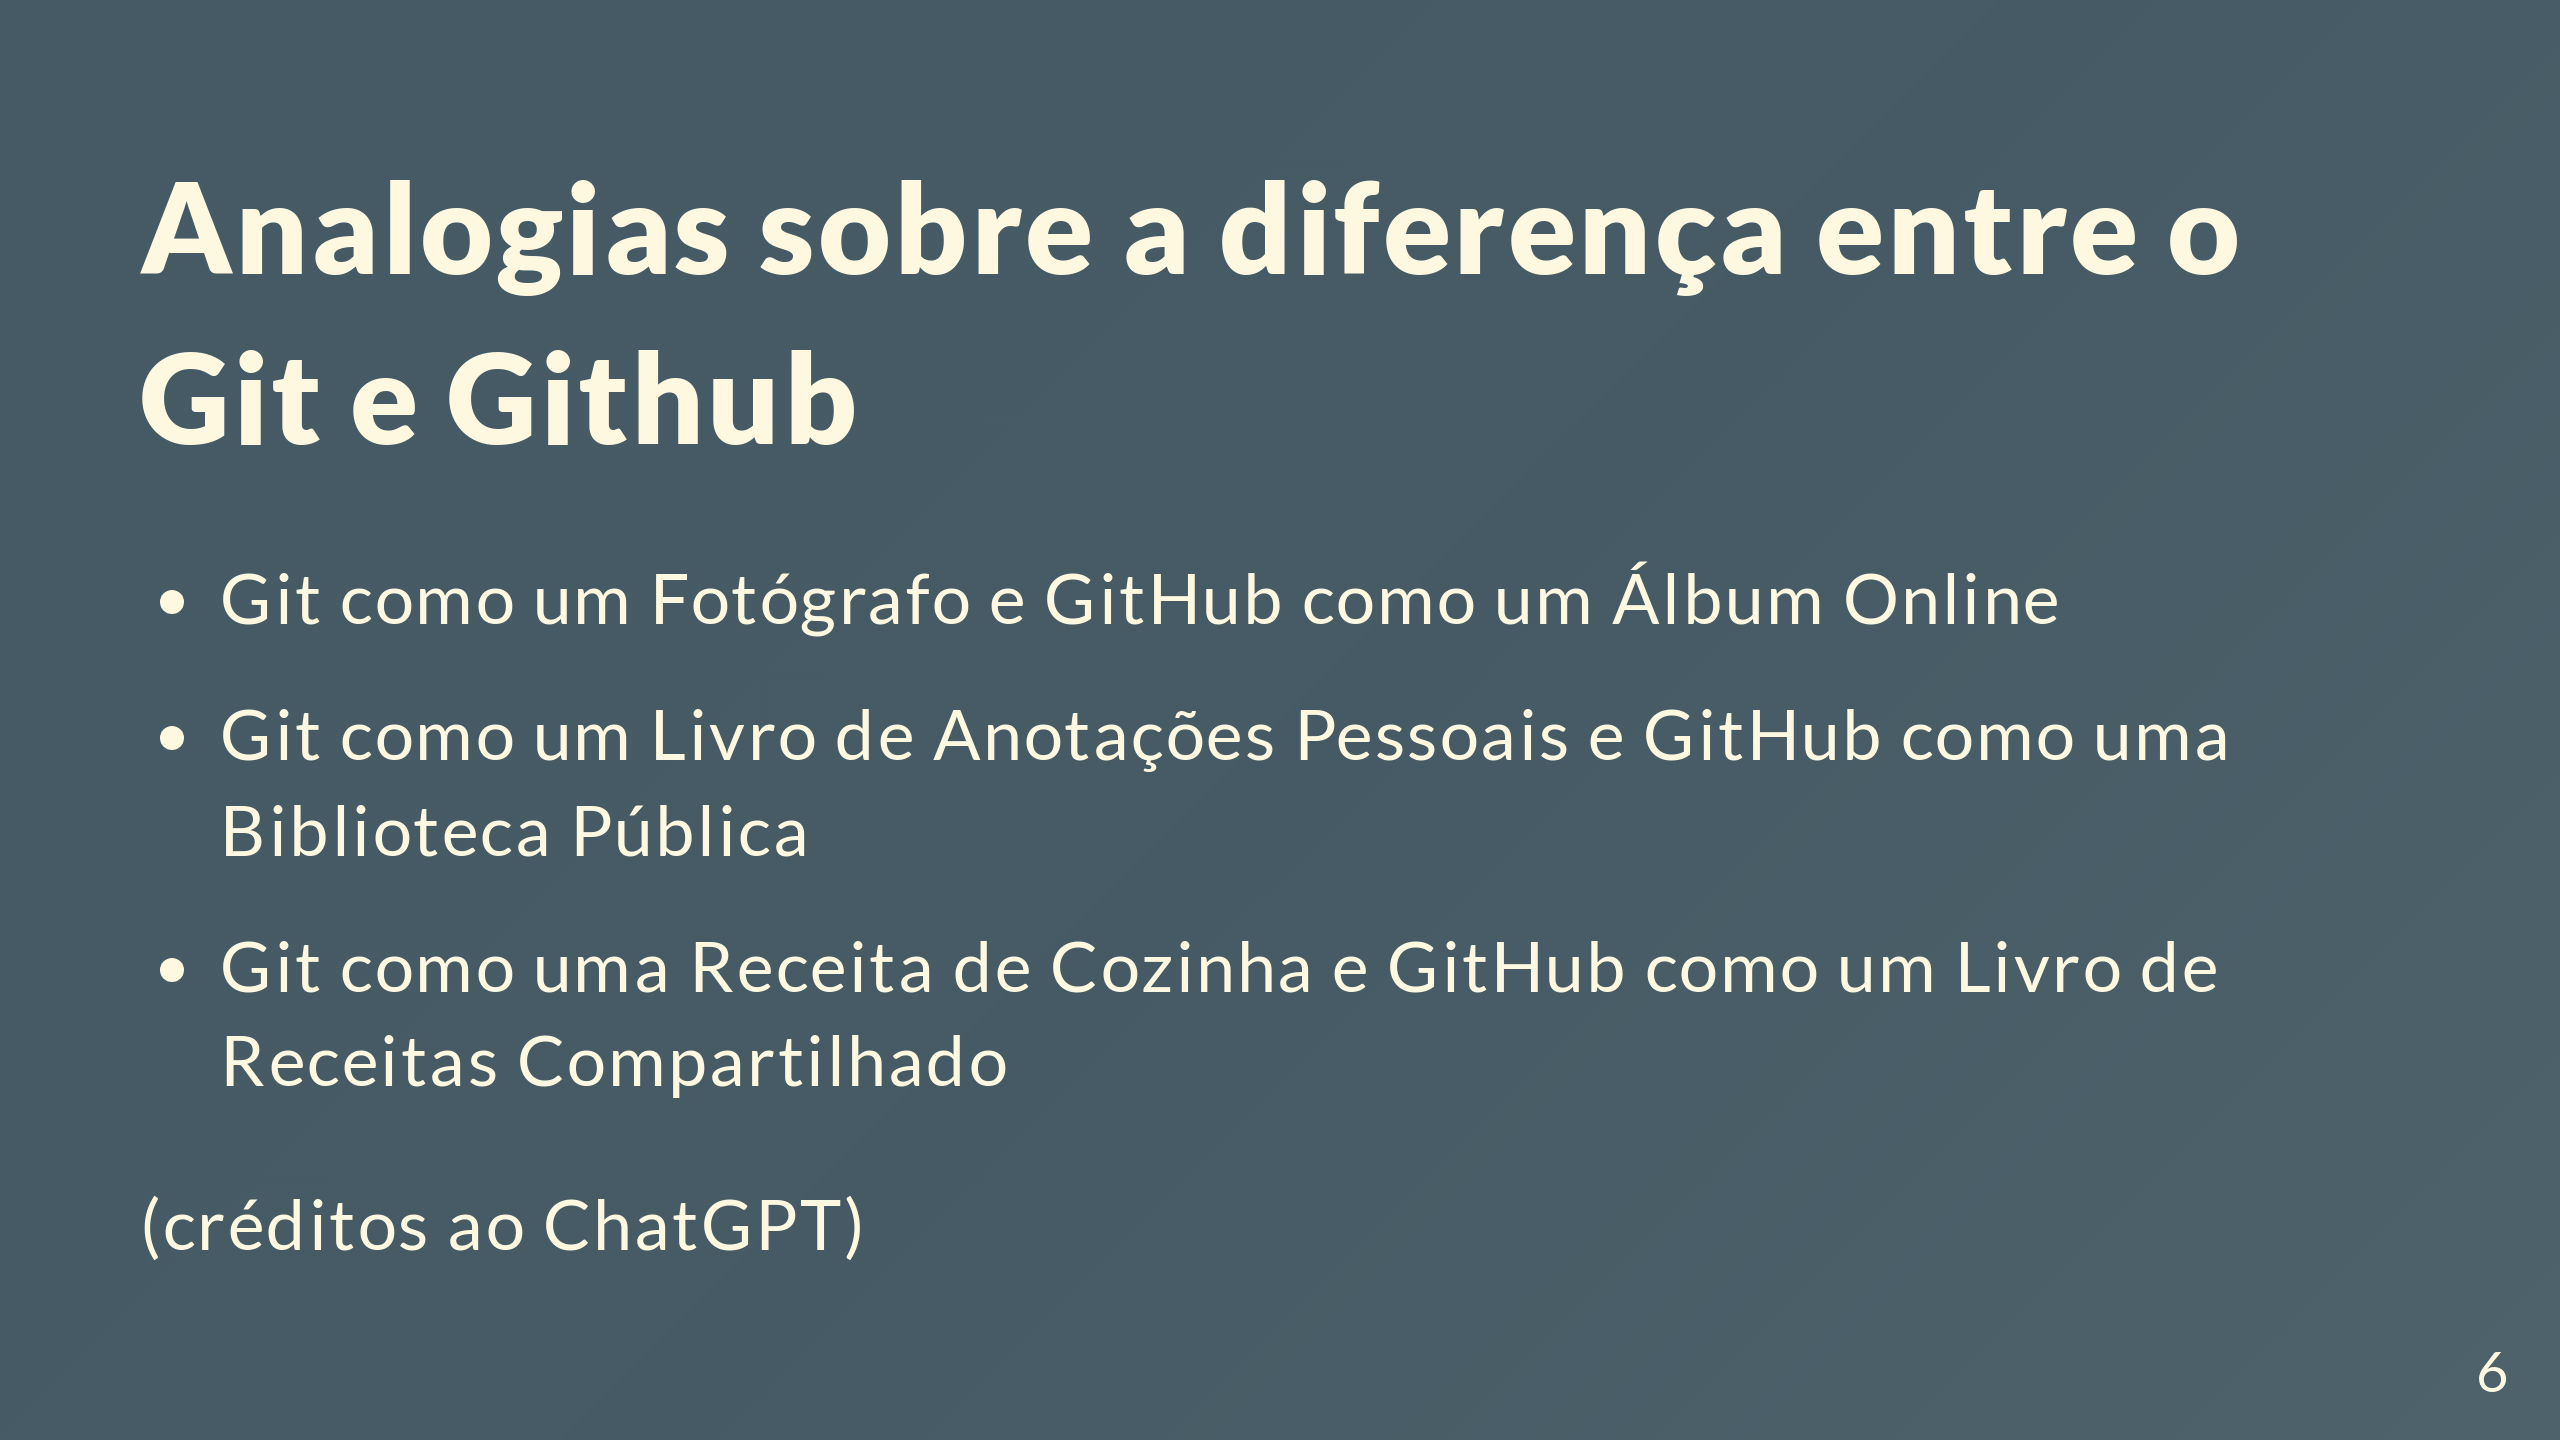 Analogias sobre a diferença entre o
Git e Github
• Git como um Fotógrafo e GitHub como um Álbum Online
• Git como um Livro de Anotações Pessoais e GitHub como uma
Biblioteca Pública
• Git como uma Receita de Cozinha e GitHub como um Livro de
Receitas Compartilhado
(créditos ao ChatGPT)
6